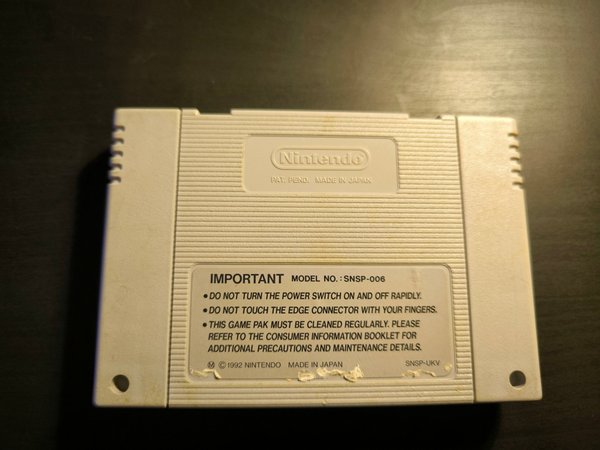 Nintendo
PAT. PEND. MADE IN JAPAN
IMPORTANT MODEL NO.: SNSP-006
• DO NOT TURN THE POWER SWITCH ON AND OFF RAPIDLY.
• DO NOT TOUCH THE EDGE CONNECTOR WITH YOUR FINGERS.
• THIS GAME PAK MUST BE CLEANED REGULARLY. PLEASE
REFER TO THE CONSUMER INFORMATION BOOKLET FOR
ADDITIONAL PRECAUTIONS AND MAINTENANCE DETAILS.
Ⓜ © 1992 NINTENDO MADE IN JAPAN SNSP-UKV